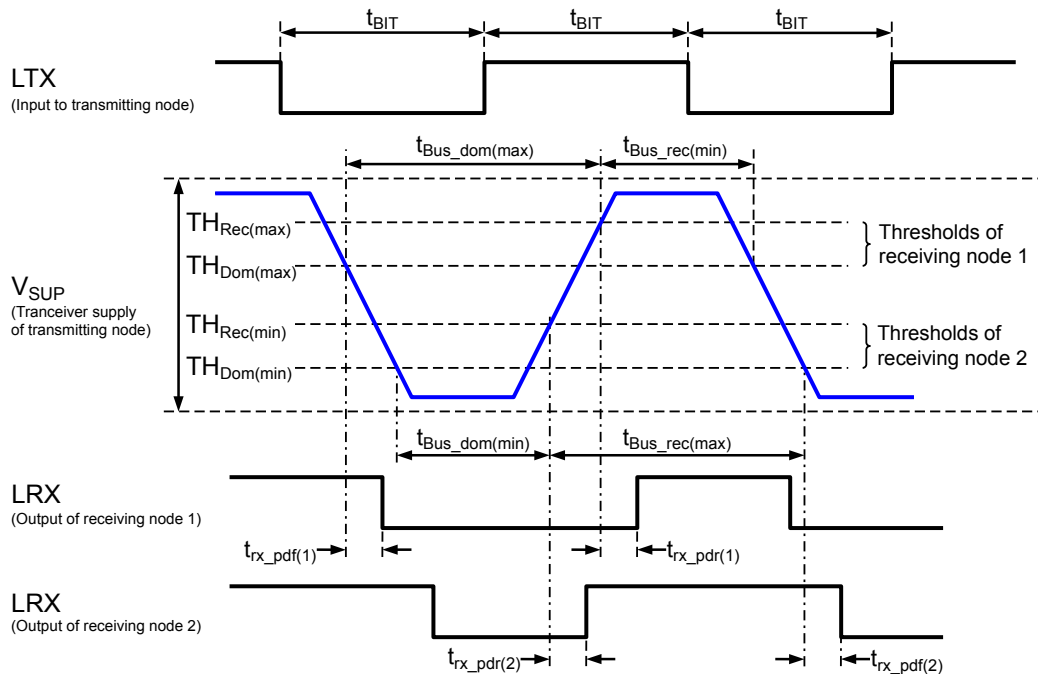 tBIT tBIT tBIT
LTX
(Input to transmitting node)
tBus_dom(max) tBus_rec(min)
THRec(max)
THDom(max)
Thresholds of
receiving node 1
VSUP
(Tranceiver supply
of transmitting node)
THRec(min)
THDom(min)
Thresholds of
receiving node 2
tBus_dom(min) tBus_rec(max)
LRX
(Output of receiving node 1)
trx_pdf(1) trx_pdr(1)
LRX
(Output of receiving node 2)
trx_pdr(2) trx_pdf(2)